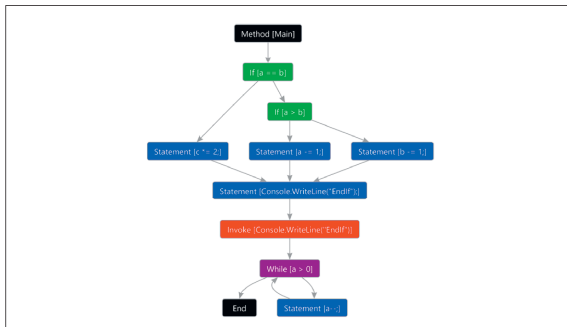 Method [Main]
If [a == b]
If [a > b]
Statement [c *= 2;]
Statement [a -= 1;]
Statement [b -= 1;]
Statement [Console.WriteLine("EndIf");]
Invoke [Console.WriteLine("EndIf")]
While [a > 0]
End
Statement [a--;]